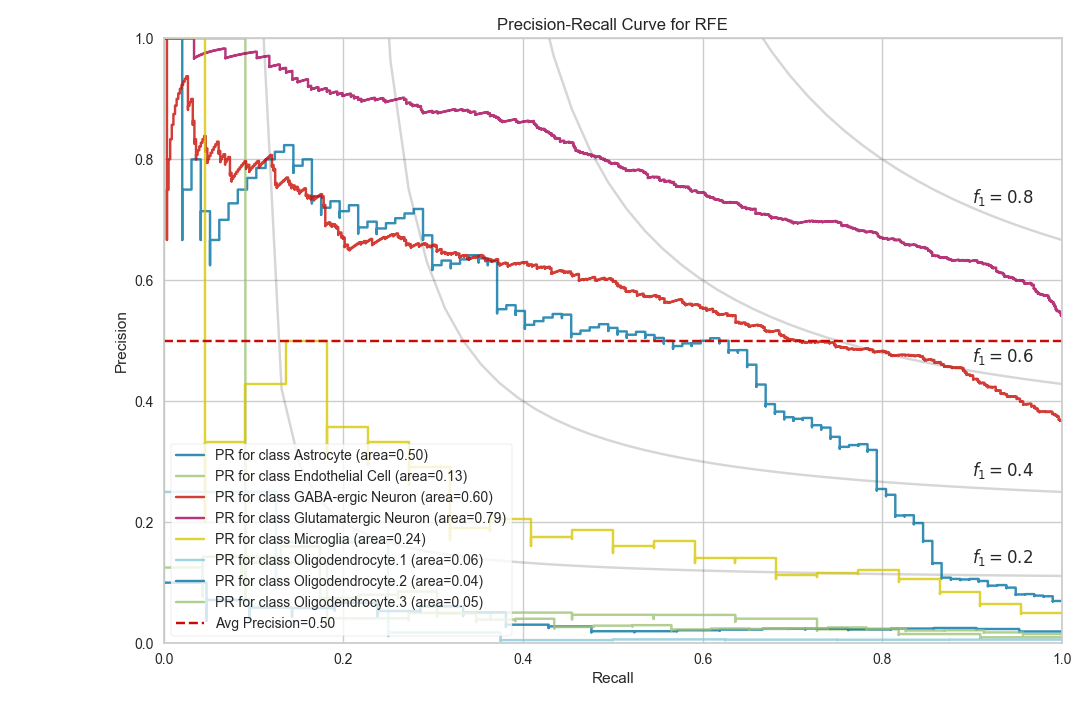 Precision-Recall Curve for RFE
1.0
0.8
0.6
0.4
0.2
0.0
Precision
f1 = 0.8
f1 = 0.6
f1 = 0.4
f1 = 0.2
PR for class Astrocyte (area=0.50)
PR for class Endothelial Cell (area=0.13)
PR for class GABA-ergic Neuron (area=0.60)
PR for class Glutamatergic Neuron (area=0.79)
PR for class Microglia (area=0.24)
PR for class Oligodendrocyte.1 (area=0.06)
PR for class Oligodendrocyte.2 (area=0.04)
PR for class Oligodendrocyte.3 (area=0.05)
Avg Precision=0.50
0.0 0.2 0.4 0.6 0.8 1.0
Recall